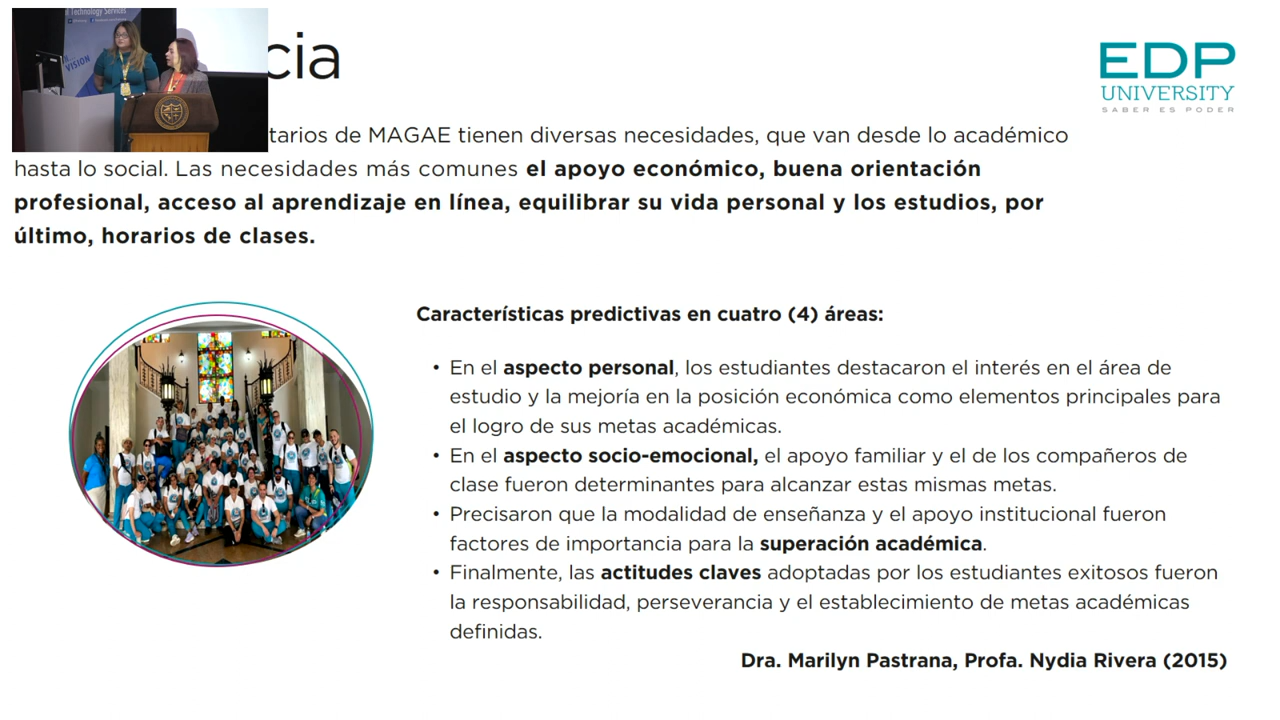 Technology Services
VISION
cia
EDP
UNIVERSITY
SABER ES PODER
tarios de MAGAE tienen diversas necesidades, que van desde lo académico
hasta lo social. Las necesidades más comunes el apoyo económico, buena orientación
profesional, acceso al aprendizaje en línea, equilibrar su vida personal y los estudios, por
último, horarios de clases.
Características predictivas en cuatro (4) áreas:
• En el aspecto personal, los estudiantes destacaron el interés en el área de
estudio y la mejoría en la posición económica como elementos principales para
el logro de sus metas académicas.
• En el aspecto socio-emocional, el apoyo familiar y el de los compañeros de
clase fueron determinantes para alcanzar estas mismas metas.
• Precisaron que la modalidad de enseñanza y el apoyo institucional fueron
factores de importancia para la superación académica.
• Finalmente, las actitudes claves adoptadas por los estudiantes exitosos fueron
la responsabilidad, perseverancia y el establecimiento de metas académicas
definidas.
Dra. Marilyn Pastrana, Profa. Nydia Rivera (2015)